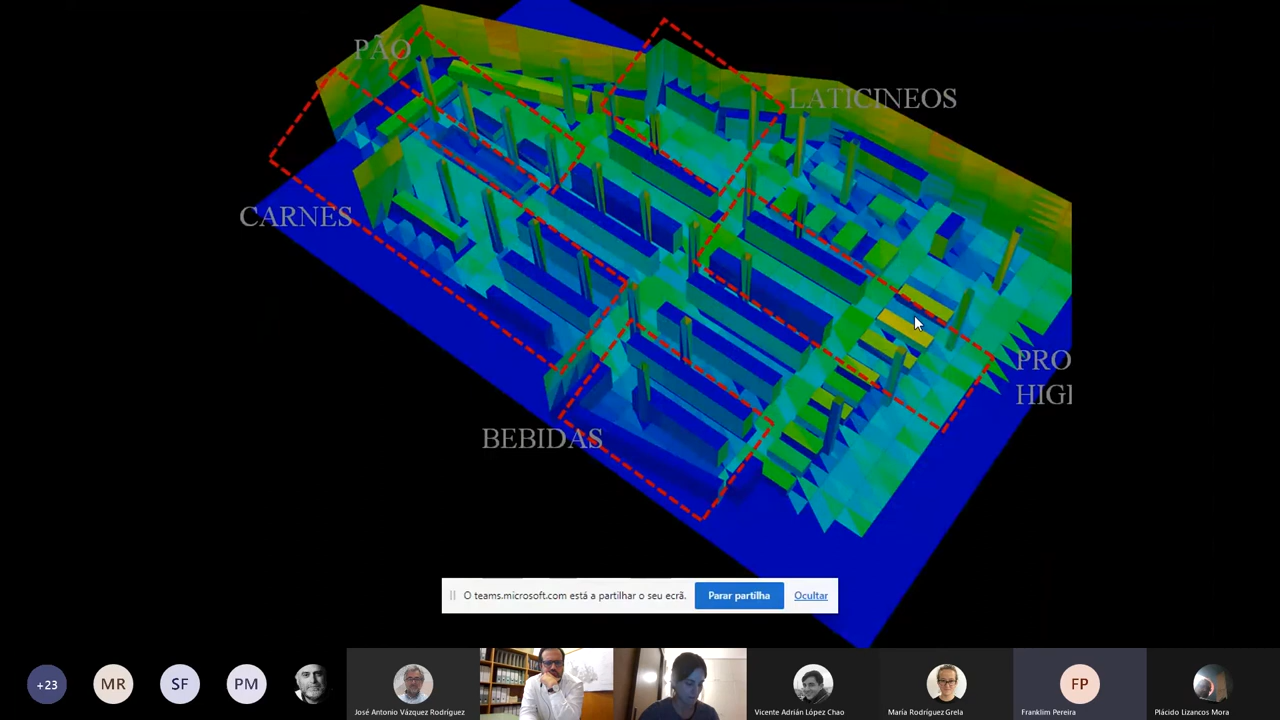 PÃO
LATICINEOS
CARNES
PRO
HIGI
BEBIDAS
O teams.microsoft.com está a partilhar o seu ecrã.
Parar partilha
Ocultar
+23
MR
SF
PM
José Antonio Vázquez Rodríguez
Vicente Adrián López Chao
María Rodríguez Grela
FP
Franklim Pereira
Plácido Lizancos Mora